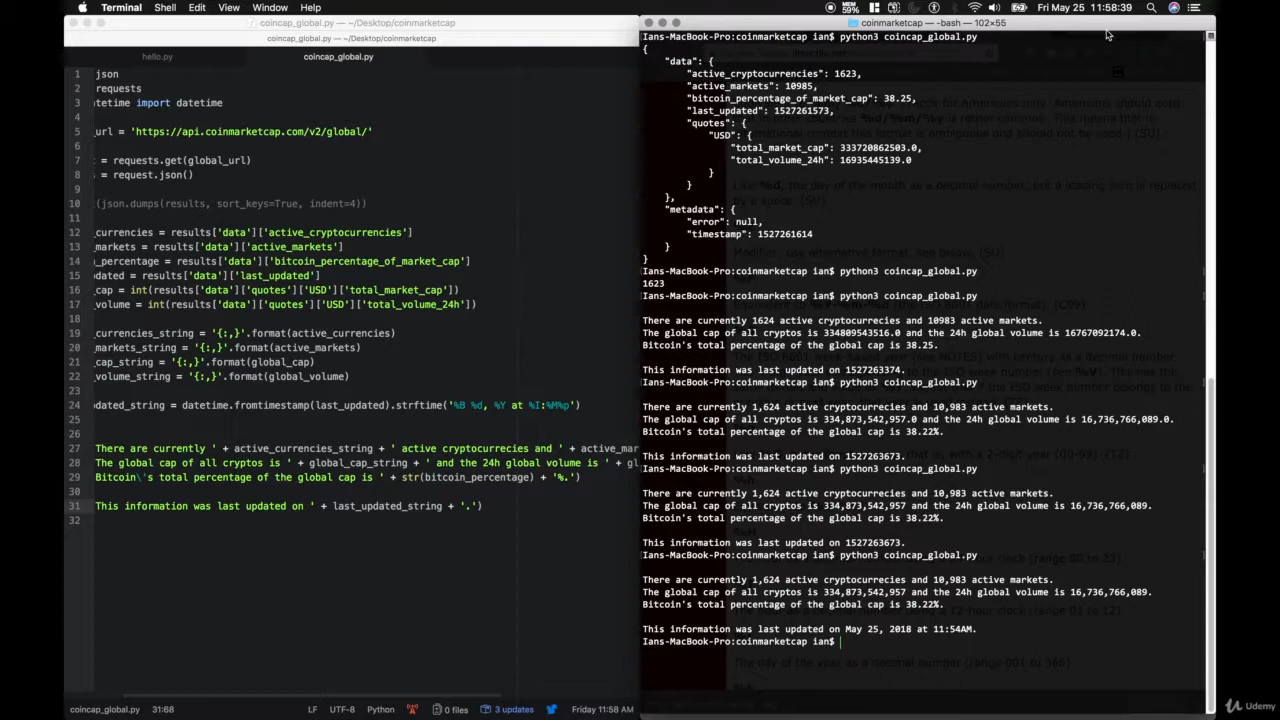 Terminal Shell Edit View Window Help
MEM 59%
Fri May 25 11:58:39
coincap_global.py — ~/Desktop/coinmarketcap
coincap_global.py — ~/Desktop/coinmarketcap
hello.py
coincap_global.py
1 json
2 requests
3 atetime import datetime
4
5 _url = 'https://api.coinmarketcap.com/v2/global/'
6
7 t = requests.get(global_url)
8 s = request.json()
9
10 (json.dumps(results, sort_keys=True, indent=4))
11
12 _currencies = results['data']['active_cryptocurrencies']
13 _markets = results['data']['active_markets']
14 n_percentage = results['data']['bitcoin_percentage_of_market_cap']
15 pdated = results['data']['last_updated']
16 _cap = int(results['data']['quotes']['USD']['total_market_cap'])
17 _volume = int(results['data']['quotes']['USD']['total_volume_24h'])
18
19 _currencies_string = '{:,}'.format(active_currencies)
20 _markets_string = '{:,}'.format(active_markets)
21 _cap_string = '{:,}'.format(global_cap)
22 _volume_string = '{:,}'.format(global_volume)
23
24 pdated_string = datetime.fromtimestamp(last_updated).strftime('%B %d, %Y at %I:%M%p')
25
26
27 There are currently ' + active_currencies_string + ' active cryptocurrecies and ' + active_mar
28 The global cap of all cryptos is ' + global_cap_string + ' and the 24h global volume is ' + gl
29 Bitcoin\'s total percentage of the global cap is ' + str(bitcoin_percentage) + '%.')
30
31 This information was last updated on ' + last_updated_string + '.')
32
coincap_global.py 31:68
LF UTF-8 Python 0 files 3 updates Friday 11:58 AM
coinmarketcap — -bash — 102×55
Ians-MacBook-Pro:coinmarketcap ian$ python3 coincap_global.py
{
"data": {
"active_cryptocurrencies": 1623,
"active_markets": 10985,
"bitcoin_percentage_of_market_cap": 38.25,
"last_updated": 1527261573,
"quotes": {
"USD": {
"total_market_cap": 333720862503.0,
"total_volume_24h": 16935445139.0
}
}
},
"metadata": {
"error": null,
"timestamp": 1527261614
}
}
Ians-MacBook-Pro:coinmarketcap ian$ python3 coincap_global.py
1623
Ians-MacBook-Pro:coinmarketcap ian$ python3 coincap_global.py

There are currently 1624 active cryptocurrecies and 10983 active markets.
The global cap of all cryptos is 334809543516.0 and the 24h global volume is 16767092174.0.
Bitcoin's total percentage of the global cap is 38.25.

This information was last updated on 1527263374.
Ians-MacBook-Pro:coinmarketcap ian$ python3 coincap_global.py

There are currently 1,624 active cryptocurrecies and 10,983 active markets.
The global cap of all cryptos is 334,873,542,957.0 and the 24h global volume is 16,736,766,089.0.
Bitcoin's total percentage of the global cap is 38.22%.

This information was last updated on 1527263673.
Ians-MacBook-Pro:coinmarketcap ian$ python3 coincap_global.py

There are currently 1,624 active cryptocurrecies and 10,983 active markets.
The global cap of all cryptos is 334,873,542,957 and the 24h global volume is 16,736,766,089.
Bitcoin's total percentage of the global cap is 38.22%.

This information was last updated on 1527263673.
Ians-MacBook-Pro:coinmarketcap ian$ python3 coincap_global.py

There are currently 1,624 active cryptocurrecies and 10,983 active markets.
The global cap of all cryptos is 334,873,542,957 and the 24h global volume is 16,736,766,089.
Bitcoin's total percentage of the global cap is 38.22%.

This information was last updated on May 25, 2018 at 11:54AM.
Ians-MacBook-Pro:coinmarketcap ian$
Udemy